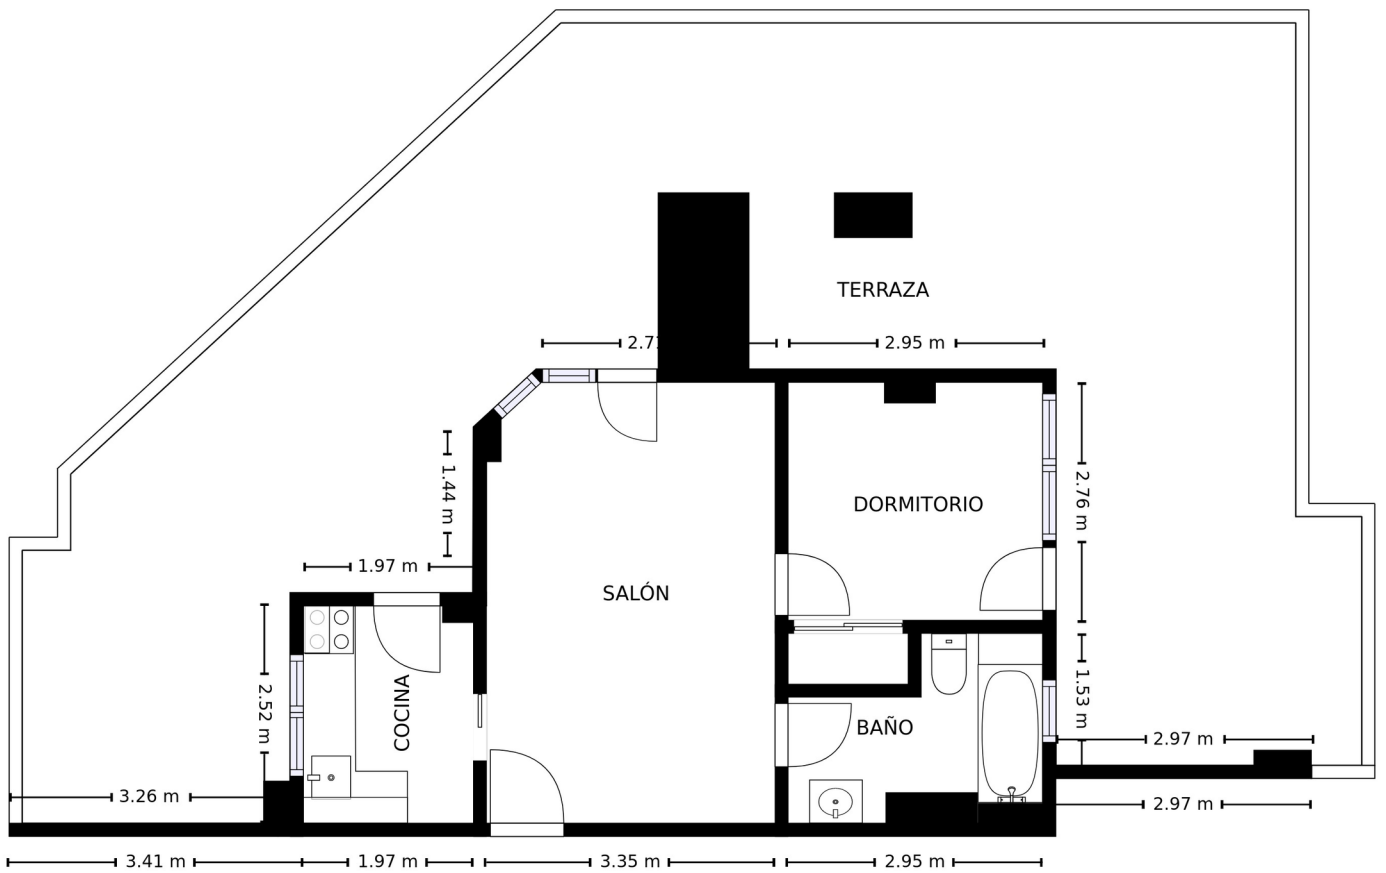 TERRAZA
2.95 m
1.44 m
2.76 m
DORMITORIO
1.97 m
SALÓN
2.52 m
COCINA
1.53 m
BAÑO
2.97 m
3.26 m
2.97 m
3.41 m
1.97 m
3.35 m
2.95 m